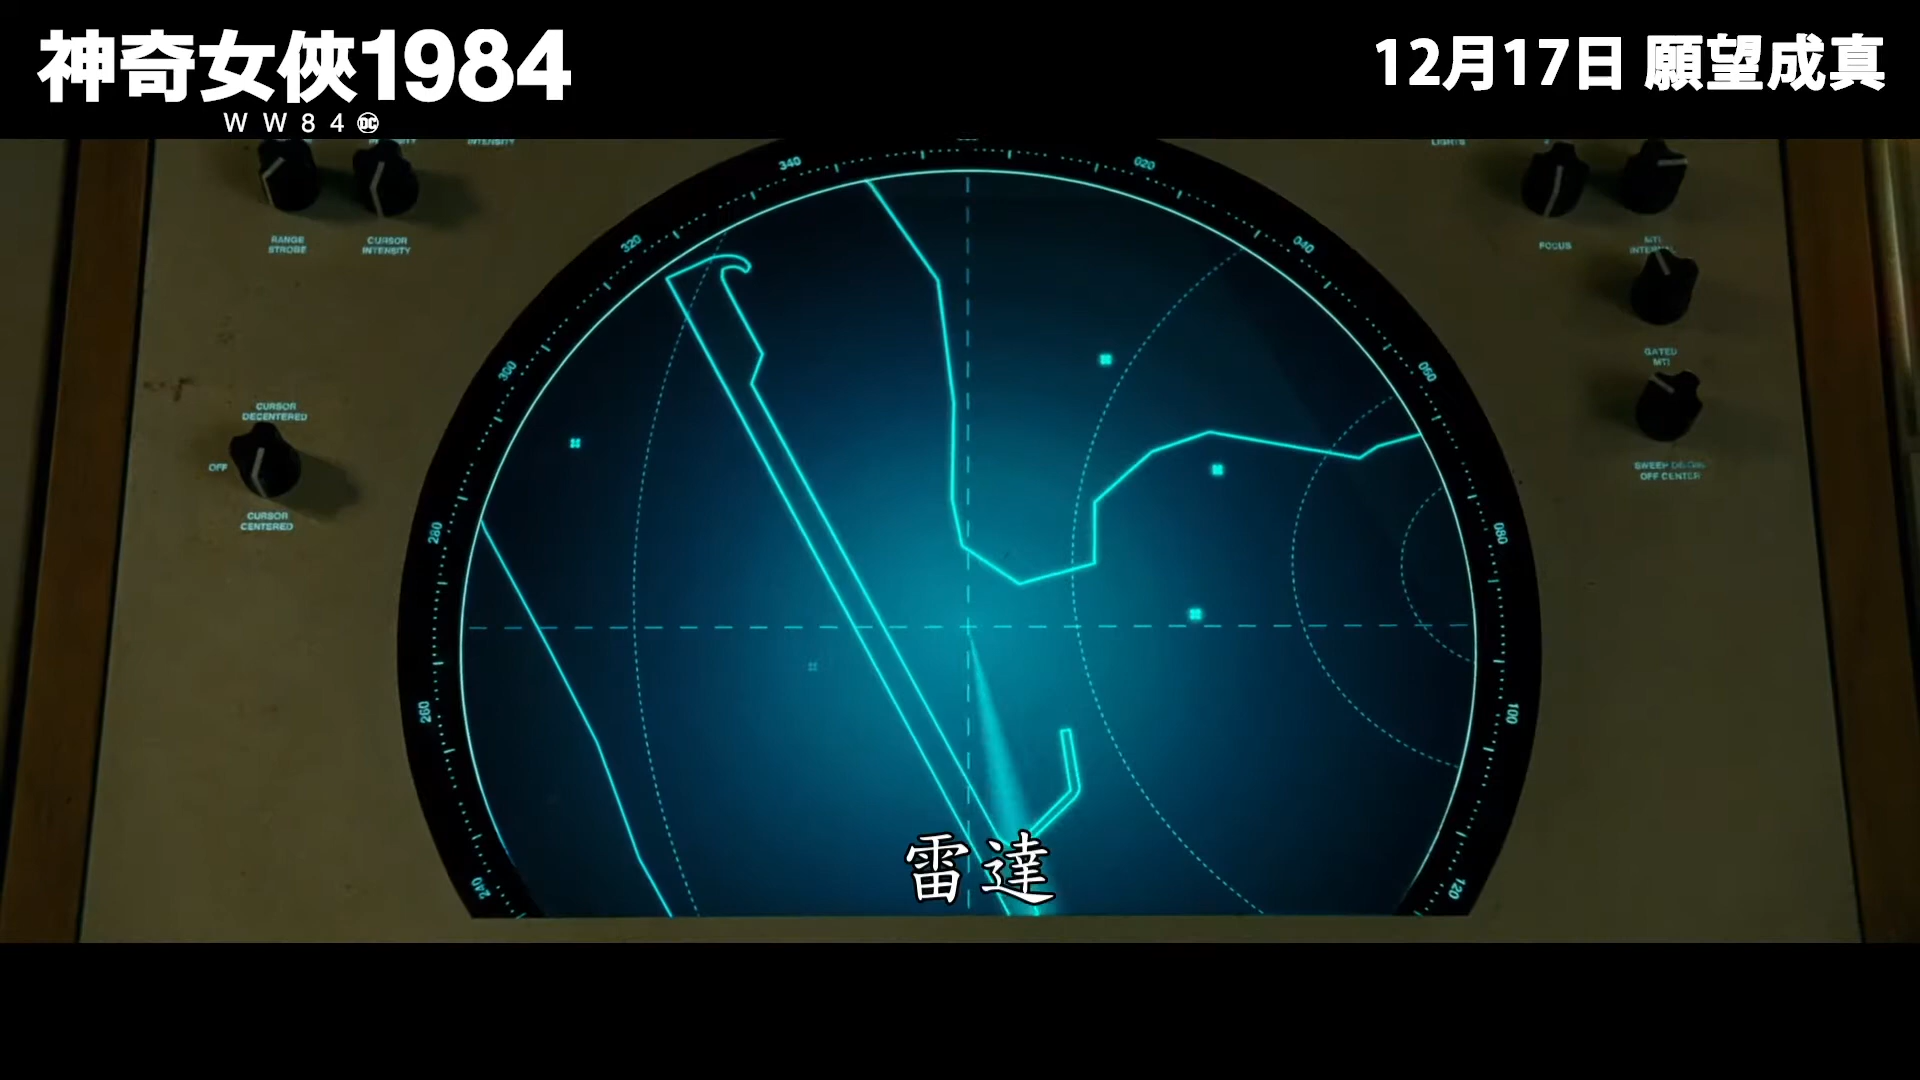 神奇女俠1984
WW84 DC
12月17日 願望成真
INTENSITY
LIGHTS
340
020
320
040
RANGE
STROBE
CURSOR
INTENSITY
FOCUS
MTI
300
060
GATED
MTI
CURSOR
DECENTERED
OFF
CURSOR
CENTERED
OFF CENTER
280
080
260
100
240
120
雷達